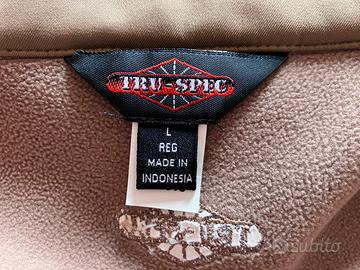 TRU-SPEC
L
REG
MADE IN
INDONESIA
subito